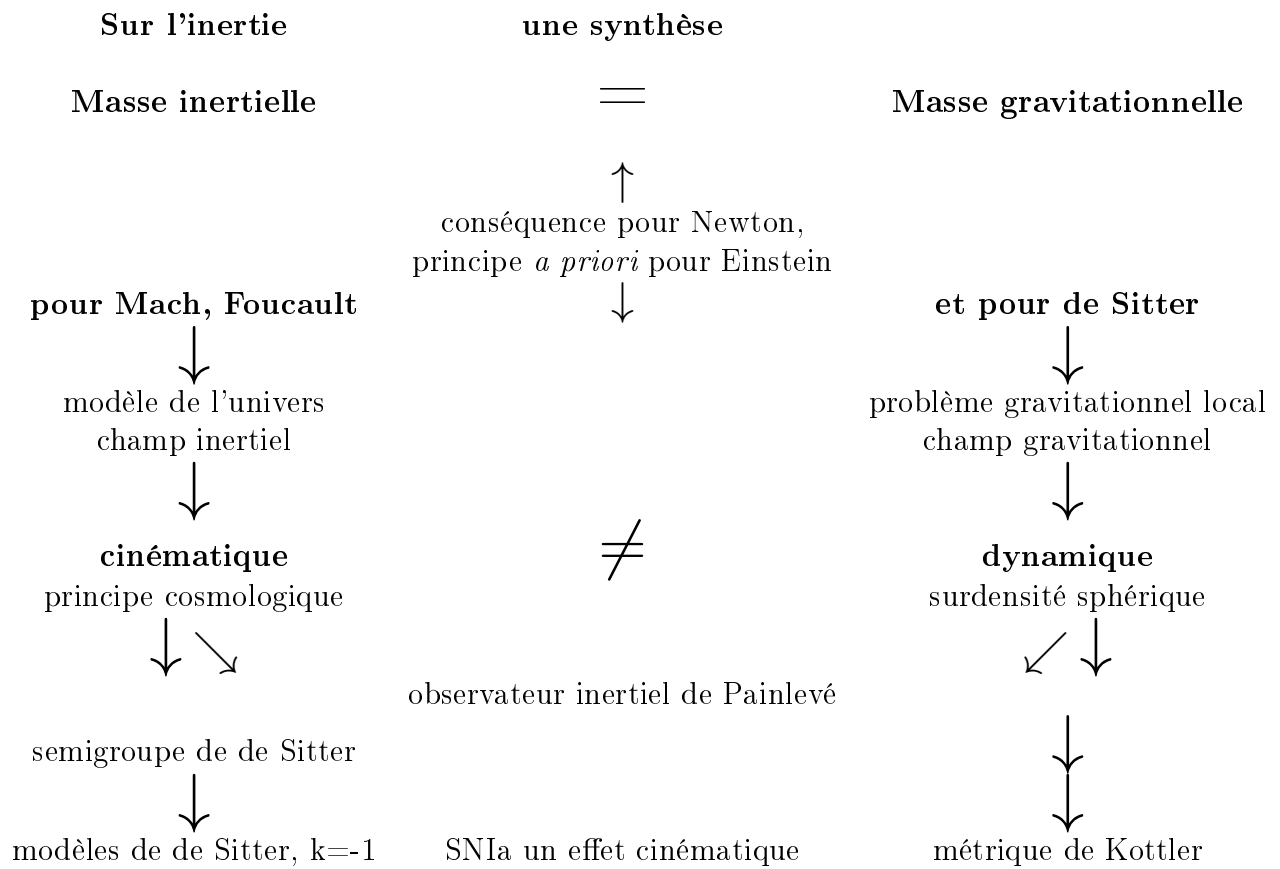 Sur l'inertie une synthèse
Masse inertielle = Masse gravitationnelle
↑
conséquence pour Newton,
principe a priori pour Einstein
pour Mach, Foucault ↓ et pour de Sitter
↓ ↓
modèle de l'univers problème gravitationnel local
champ inertiel champ gravitationnel
↓ ↓
cinématique ≠ dynamique
principe cosmologique surdensité sphérique
↓ ↘ ↙ ↓
observateur inertiel de Painlevé
semigroupe de de Sitter ↓
↓ ↓
modèles de de Sitter, k=-1 SNIa un effet cinématique métrique de Kottler